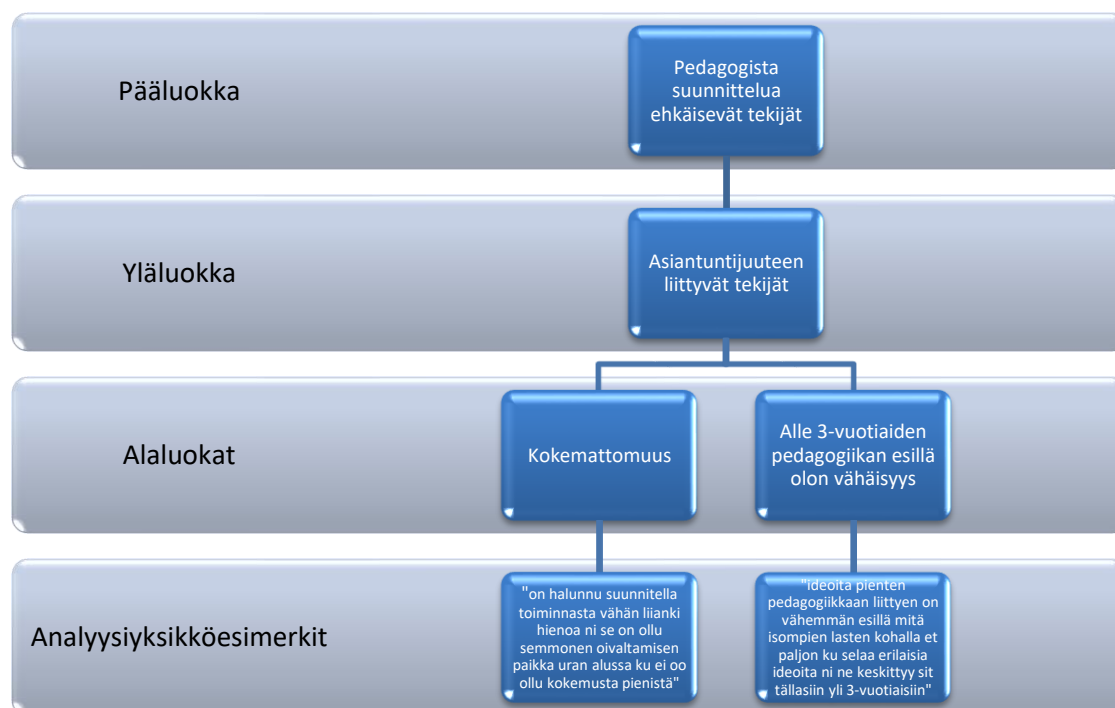 Pääluokka
Pedagogista
suunnittelua
ehkäisevät tekijät
Yläluokka
Asiantuntijuuteen
liittyvät tekijät
Alaluokat
Kokemattomuus
Alle 3-vuotiaiden
pedagogiikan esillä
olon vähäisyys
Analyysiyksikköesimerkit
"on halunnu suunnitella
toiminnasta vähän liianki
hienoa ni se on ollu
semmonen oivaltamisen
paikka uran alussa ku ei oo
ollu kokemusta pienistä"
"ideoita pienten
pedagogiikkaan liittyen on
vähemmän esillä mitä
isompien lasten kohalla et
paljon ku selaa erilaisia
ideoita ni ne keskittyy sit
tällasiin yli 3-vuotiaisiin"